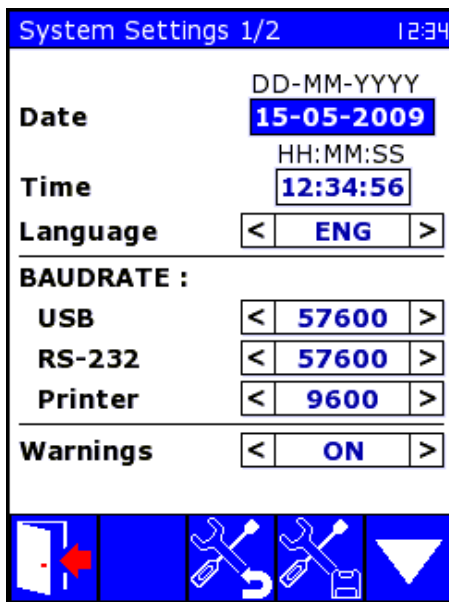 System Settings 1/2 12:34
DD-MM-YYYY
Date 15-05-2009
HH:MM:SS
Time 12:34:56
Language < ENG >
BAUDRATE :
USB < 57600 >
RS-232 < 57600 >
Printer < 9600 >
Warnings < ON >